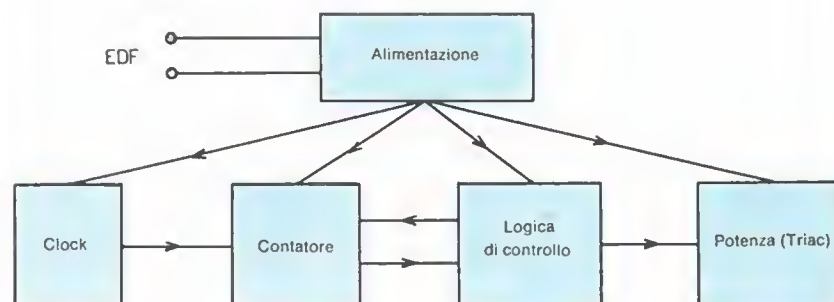 EDF
Alimentazione
Clock
Contatore
Logica
di controllo
Potenza (Triac)